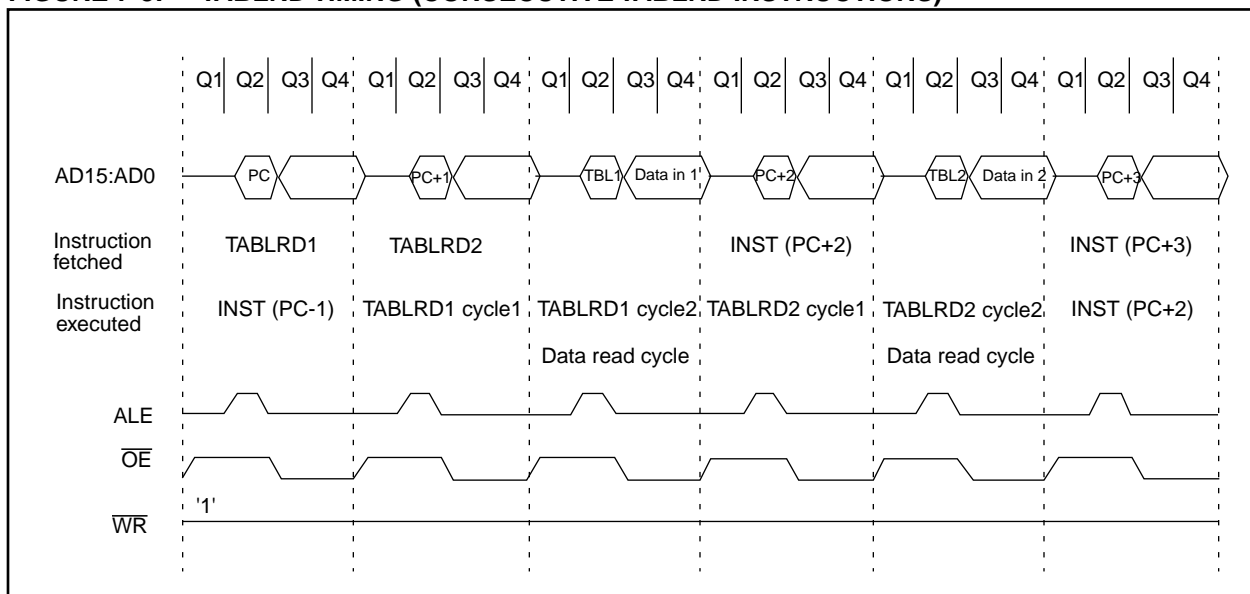 Q1 Q2 Q3 Q4 Q1 Q2 Q3 Q4 Q1 Q2 Q3 Q4 Q1 Q2 Q3 Q4 Q1 Q2 Q3 Q4 Q1 Q2 Q3 Q4
AD15:AD0 PC PC+1 TBL1 Data in 1 PC+2 TBL2 Data in 2 PC+3
Instruction
fetched
TABLRD1 TABLRD2 INST (PC+2) INST (PC+3)
Instruction
executed
INST (PC-1) TABLRD1 cycle1 TABLRD1 cycle2 TABLRD2 cycle1 TABLRD2 cycle2 INST (PC+2)
Data read cycle Data read cycle
ALE
OE
'1'
WR